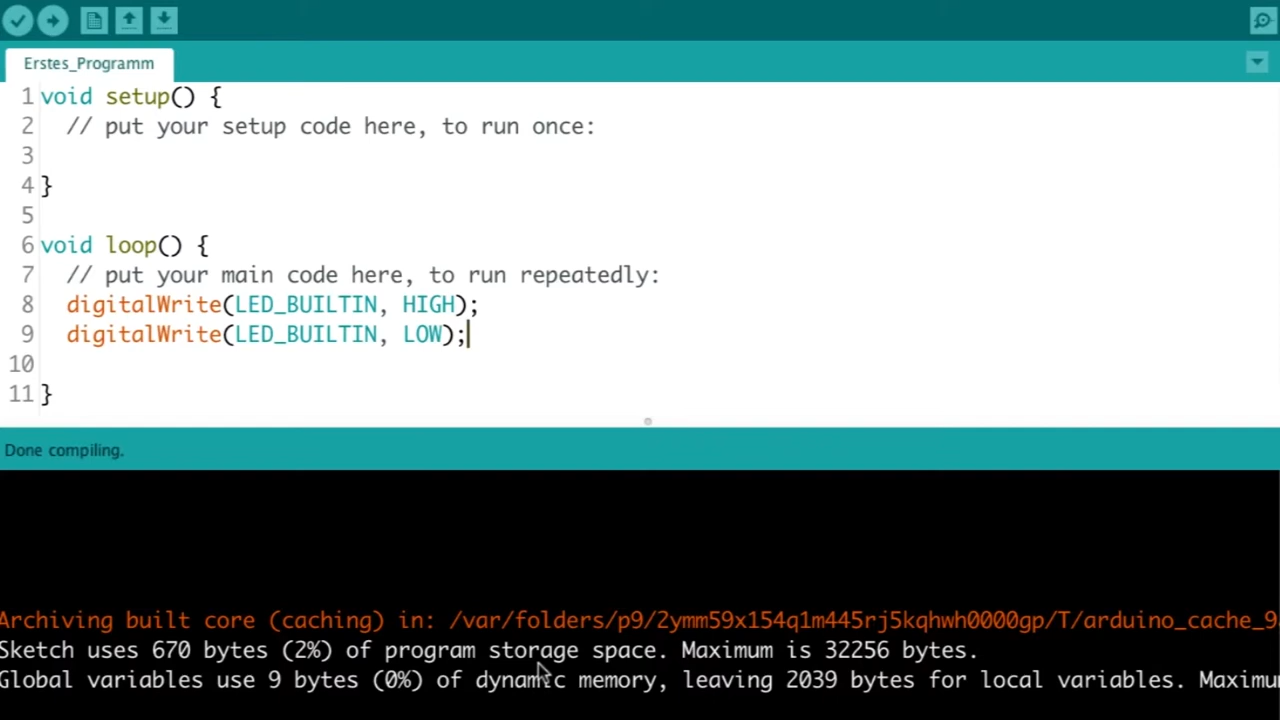 Erstes_Programm
1 void setup() {
2 // put your setup code here, to run once:
3
4 }
5
6 void loop() {
7 // put your main code here, to run repeatedly:
8 digitalWrite(LED_BUILTIN, HIGH);
9 digitalWrite(LED_BUILTIN, LOW);
10
11 }
Done compiling.
Archiving built core (caching) in: /var/folders/p9/2ymm59x154q1m445rj5kqhwh0000gp/T/arduino_cache_9
Sketch uses 670 bytes (2%) of program storage space. Maximum is 32256 bytes.
Global variables use 9 bytes (0%) of dynamic memory, leaving 2039 bytes for local variables. Maximu